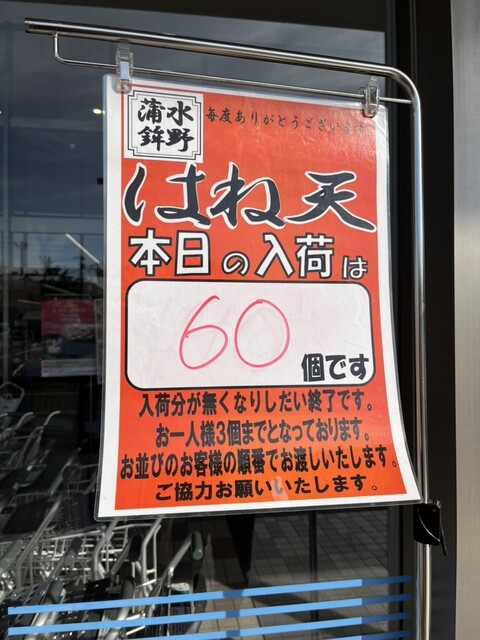 水野
蒲鉾
毎度ありがとうございます
はね天
本日の入荷は
60
個です
入荷分が無くなりしだい終了です。
お一人様3個までとなっております。
お並びのお客様の順番でお渡しいたします。
ご協力お願いいたします。